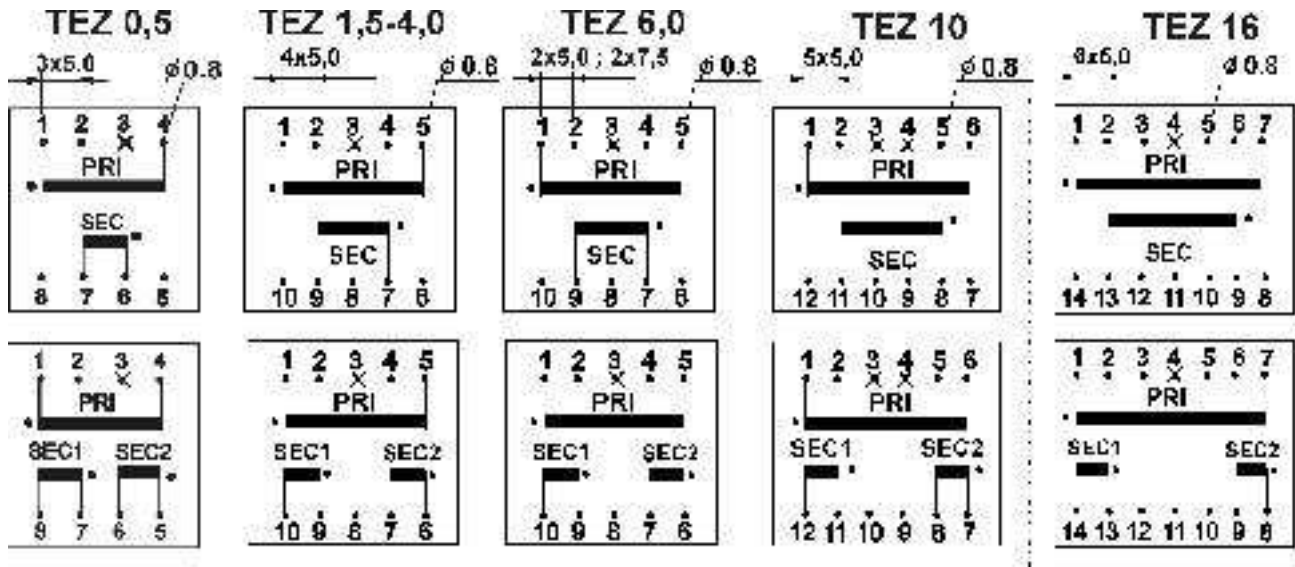 TEZ 0,5 TEZ 1,5-4,0 TEZ 6,0 TEZ 10 TEZ 16
3x5.0 ϕ0.8 4x5,0 ϕ0.8 2x5,0 ; 2x7,5 ϕ0.8 5x5,0 ϕ0.8 6x5,0 ϕ0.8
1 2 3 4 1 2 3 4 5 1 2 3 4 5 1 2 3 4 5 6 1 2 3 4 5 6 7
PRI PRI PRI PRI PRI
SEC SEC SEC SEC SEC
8 7 6 5 10 9 8 7 6 10 9 8 7 6 12 11 10 9 8 7 14 13 12 11 10 9 8
1 2 3 4 1 2 3 4 5 1 2 3 4 5 1 2 3 4 5 6 1 2 3 4 5 6 7
PRI PRI PRI PRI PRI
SEC1 SEC2 SEC1 SEC2 SEC1 SEC2 SEC1 SEC2 SEC1 SEC2
8 7 6 5 10 9 8 7 6 10 9 8 7 6 12 11 10 9 8 7 14 13 12 11 10 9 8